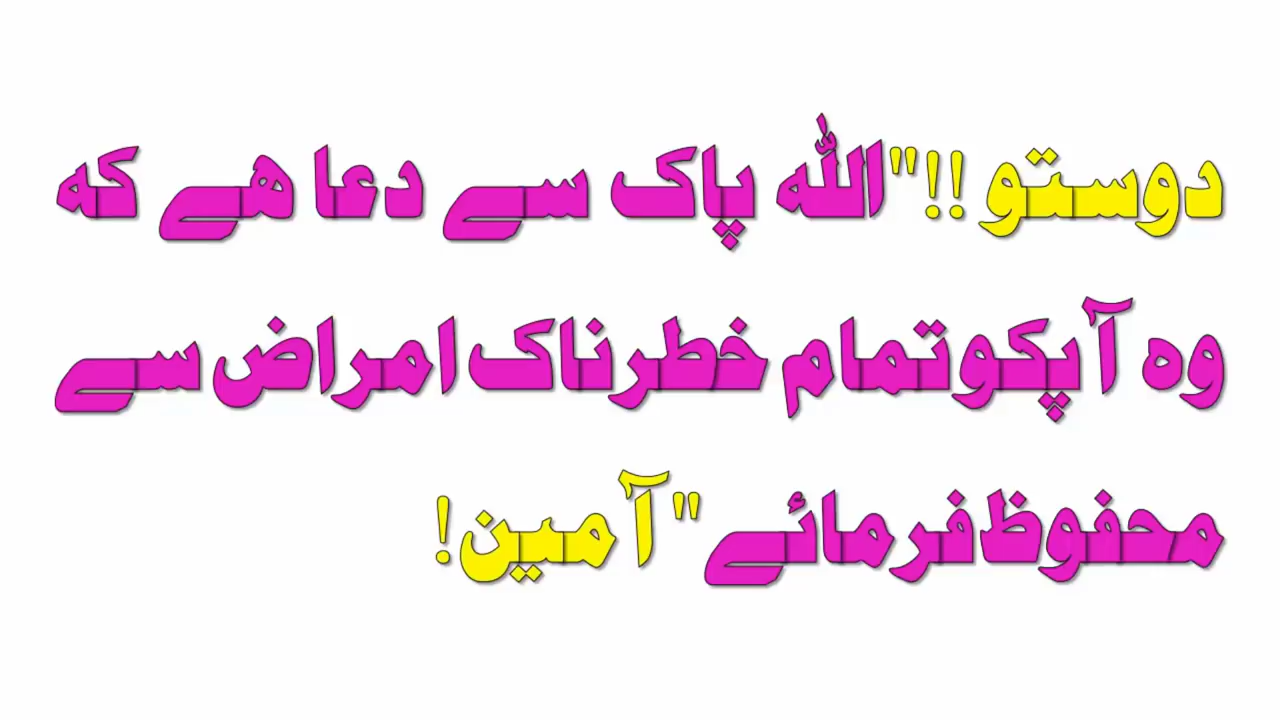 دوستو !!"اللہ پاک سے دعا ھے کہ
وہ آپکو تمام خطرناک امراض سے
محفوظ فرمائے" آمین!